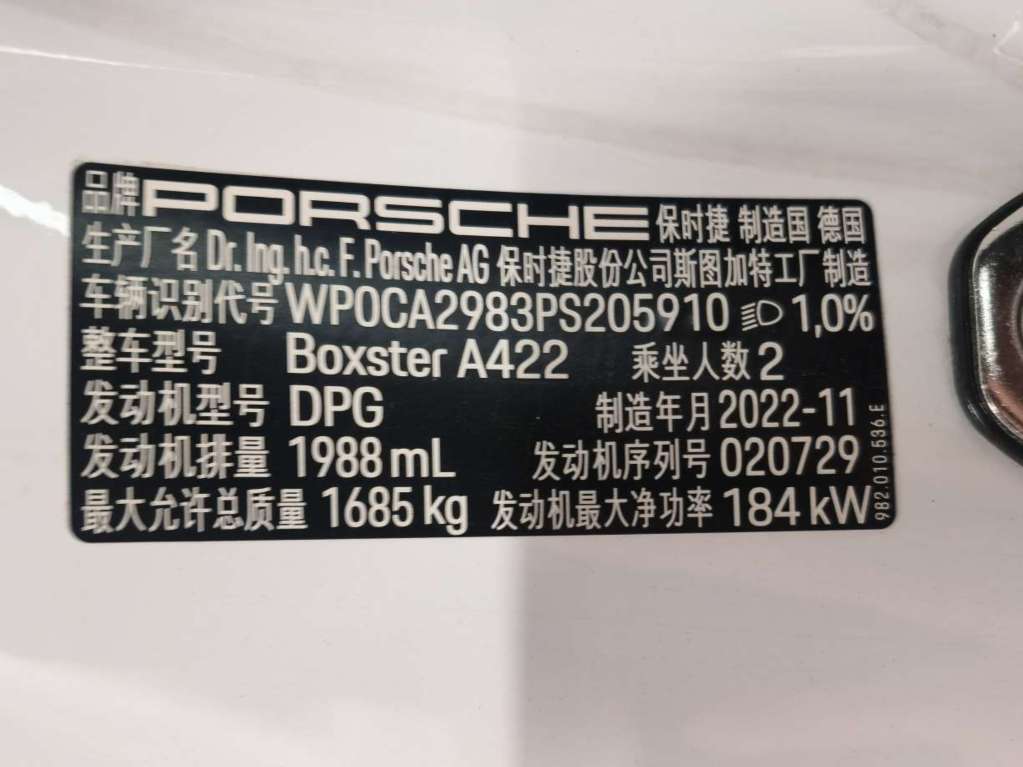 品牌 PORSCHE 保时捷 制造国 德国
生产厂名 Dr. Ing. h.c. F. Porsche AG 保时捷股份公司斯图加特工厂制造
车辆识别代号 WP0CA2983PS205910 1,0%
整车型号 Boxster A422 乘坐人数 2
发动机型号 DPG 制造年月 2022-11
发动机排量 1988 mL 发动机序列号 020729
最大允许总质量 1685 kg 发动机最大净功率 184 kW
982.010.536.E